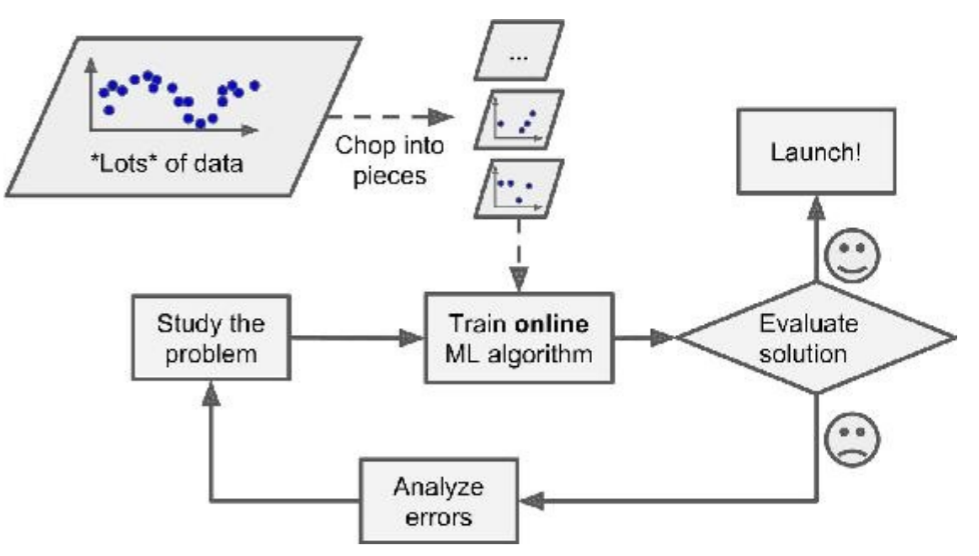 *Lots* of data
Chop into
pieces
...
Launch!
Study the
problem
Train online
ML algorithm
Evaluate
solution
Analyze
errors